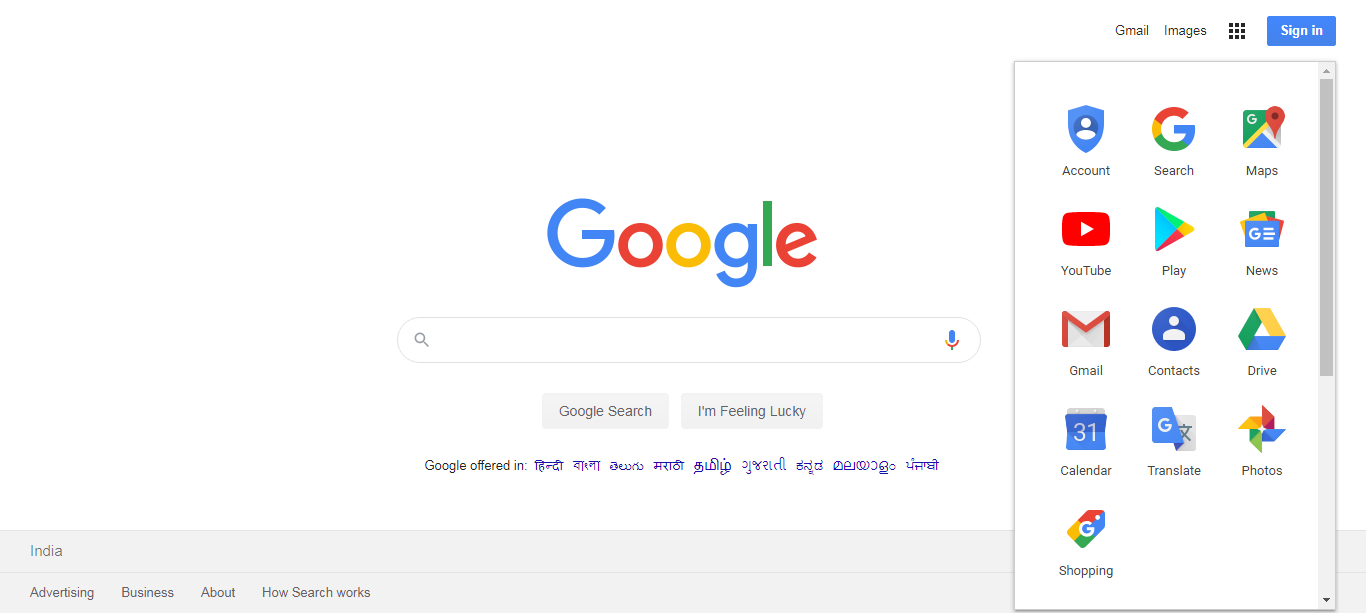 Gmail Images Sign in
Account Search Maps
G
YouTube Play News
G
Gmail Contacts Drive
31 G 文
Calendar Translate Photos
G
Shopping
Google
Google Search I'm Feeling Lucky
Google offered in: हिन्दी বাংলা తెలుగు मराठी தமிழ் ગુજરાતી ಕನ್ನಡ മലയാളം ਪੰਜਾਬੀ
India
Advertising Business About How Search works